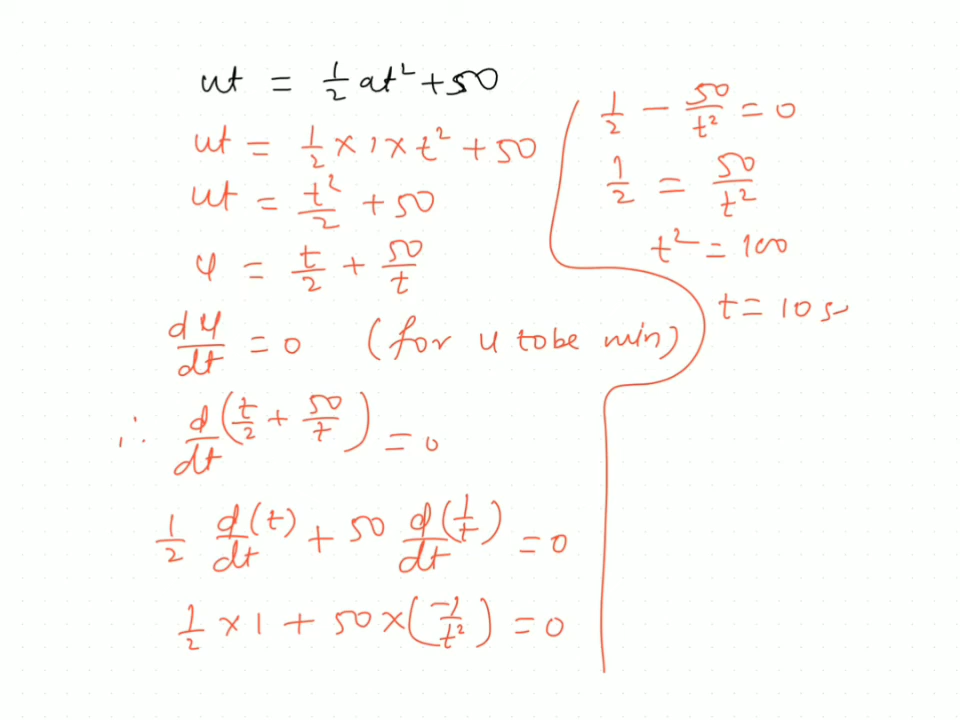 ut = 1/2 at² + 50
ut = 1/2 × 1 × t² + 50
ut = t²/2 + 50
u = t/2 + 50/t
du/dt = 0 (for u to be min)
∴ d/dt (t/2 + 50/t) = 0
1/2 d(t)/dt + 50 d(1/t)/dt = 0
1/2 × 1 + 50 × (-1/t²) = 0
1/2 - 50/t² = 0
1/2 = 50/t²
t² = 100
t = 10 s